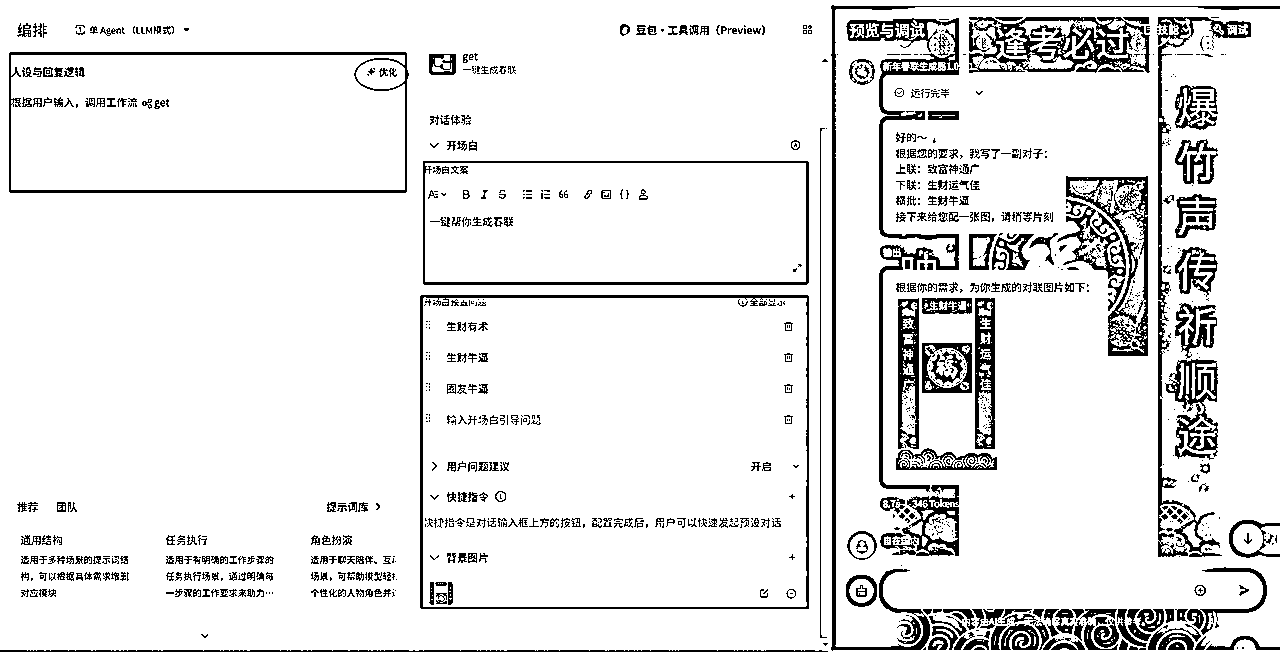 编排
单 Agent（LLM模式）
豆包·工具调用（Preview）
人设与回复逻辑
优化
根据用户输入，调用工作流 get
推荐
团队
提示词库
通用结构
适用于多种场景的提示词结
构，可以根据具体需求增删
对应模块
任务执行
适用于有明确的工作步骤的
任务执行场景，通过明确每
一步骤的工作要求来助力…
角色扮演
适用于聊天陪伴、互
场景，可帮助模型轻
个性化的人物角色并
get
一键生成春联
对话体验
开场白
开场白文案
B I S 66 {}
一键帮你生成春联
开场白预置问题
全部显示
生财有术
生财牛逼
圈友牛逼
输入开场白引导问题
用户问题建议
开启
快捷指令
快捷指令是对话输入框上方的按钮，配置完成后，用户可以快速发起预设对话
背景图片
预览与调试
调试
逢考必过
新年春联生成器1.0
运行完毕
好的～，
根据您的要求，我写了一副对子：
上联：致富神通广
下联：生财运气佳
横批：生财牛逼
接下来给您配一张图，请稍等片刻
根据你的需求，为你生成的对联图片如下：
生财牛逼
致富神通广
福
生财运气佳
爆竹声传祈顺途